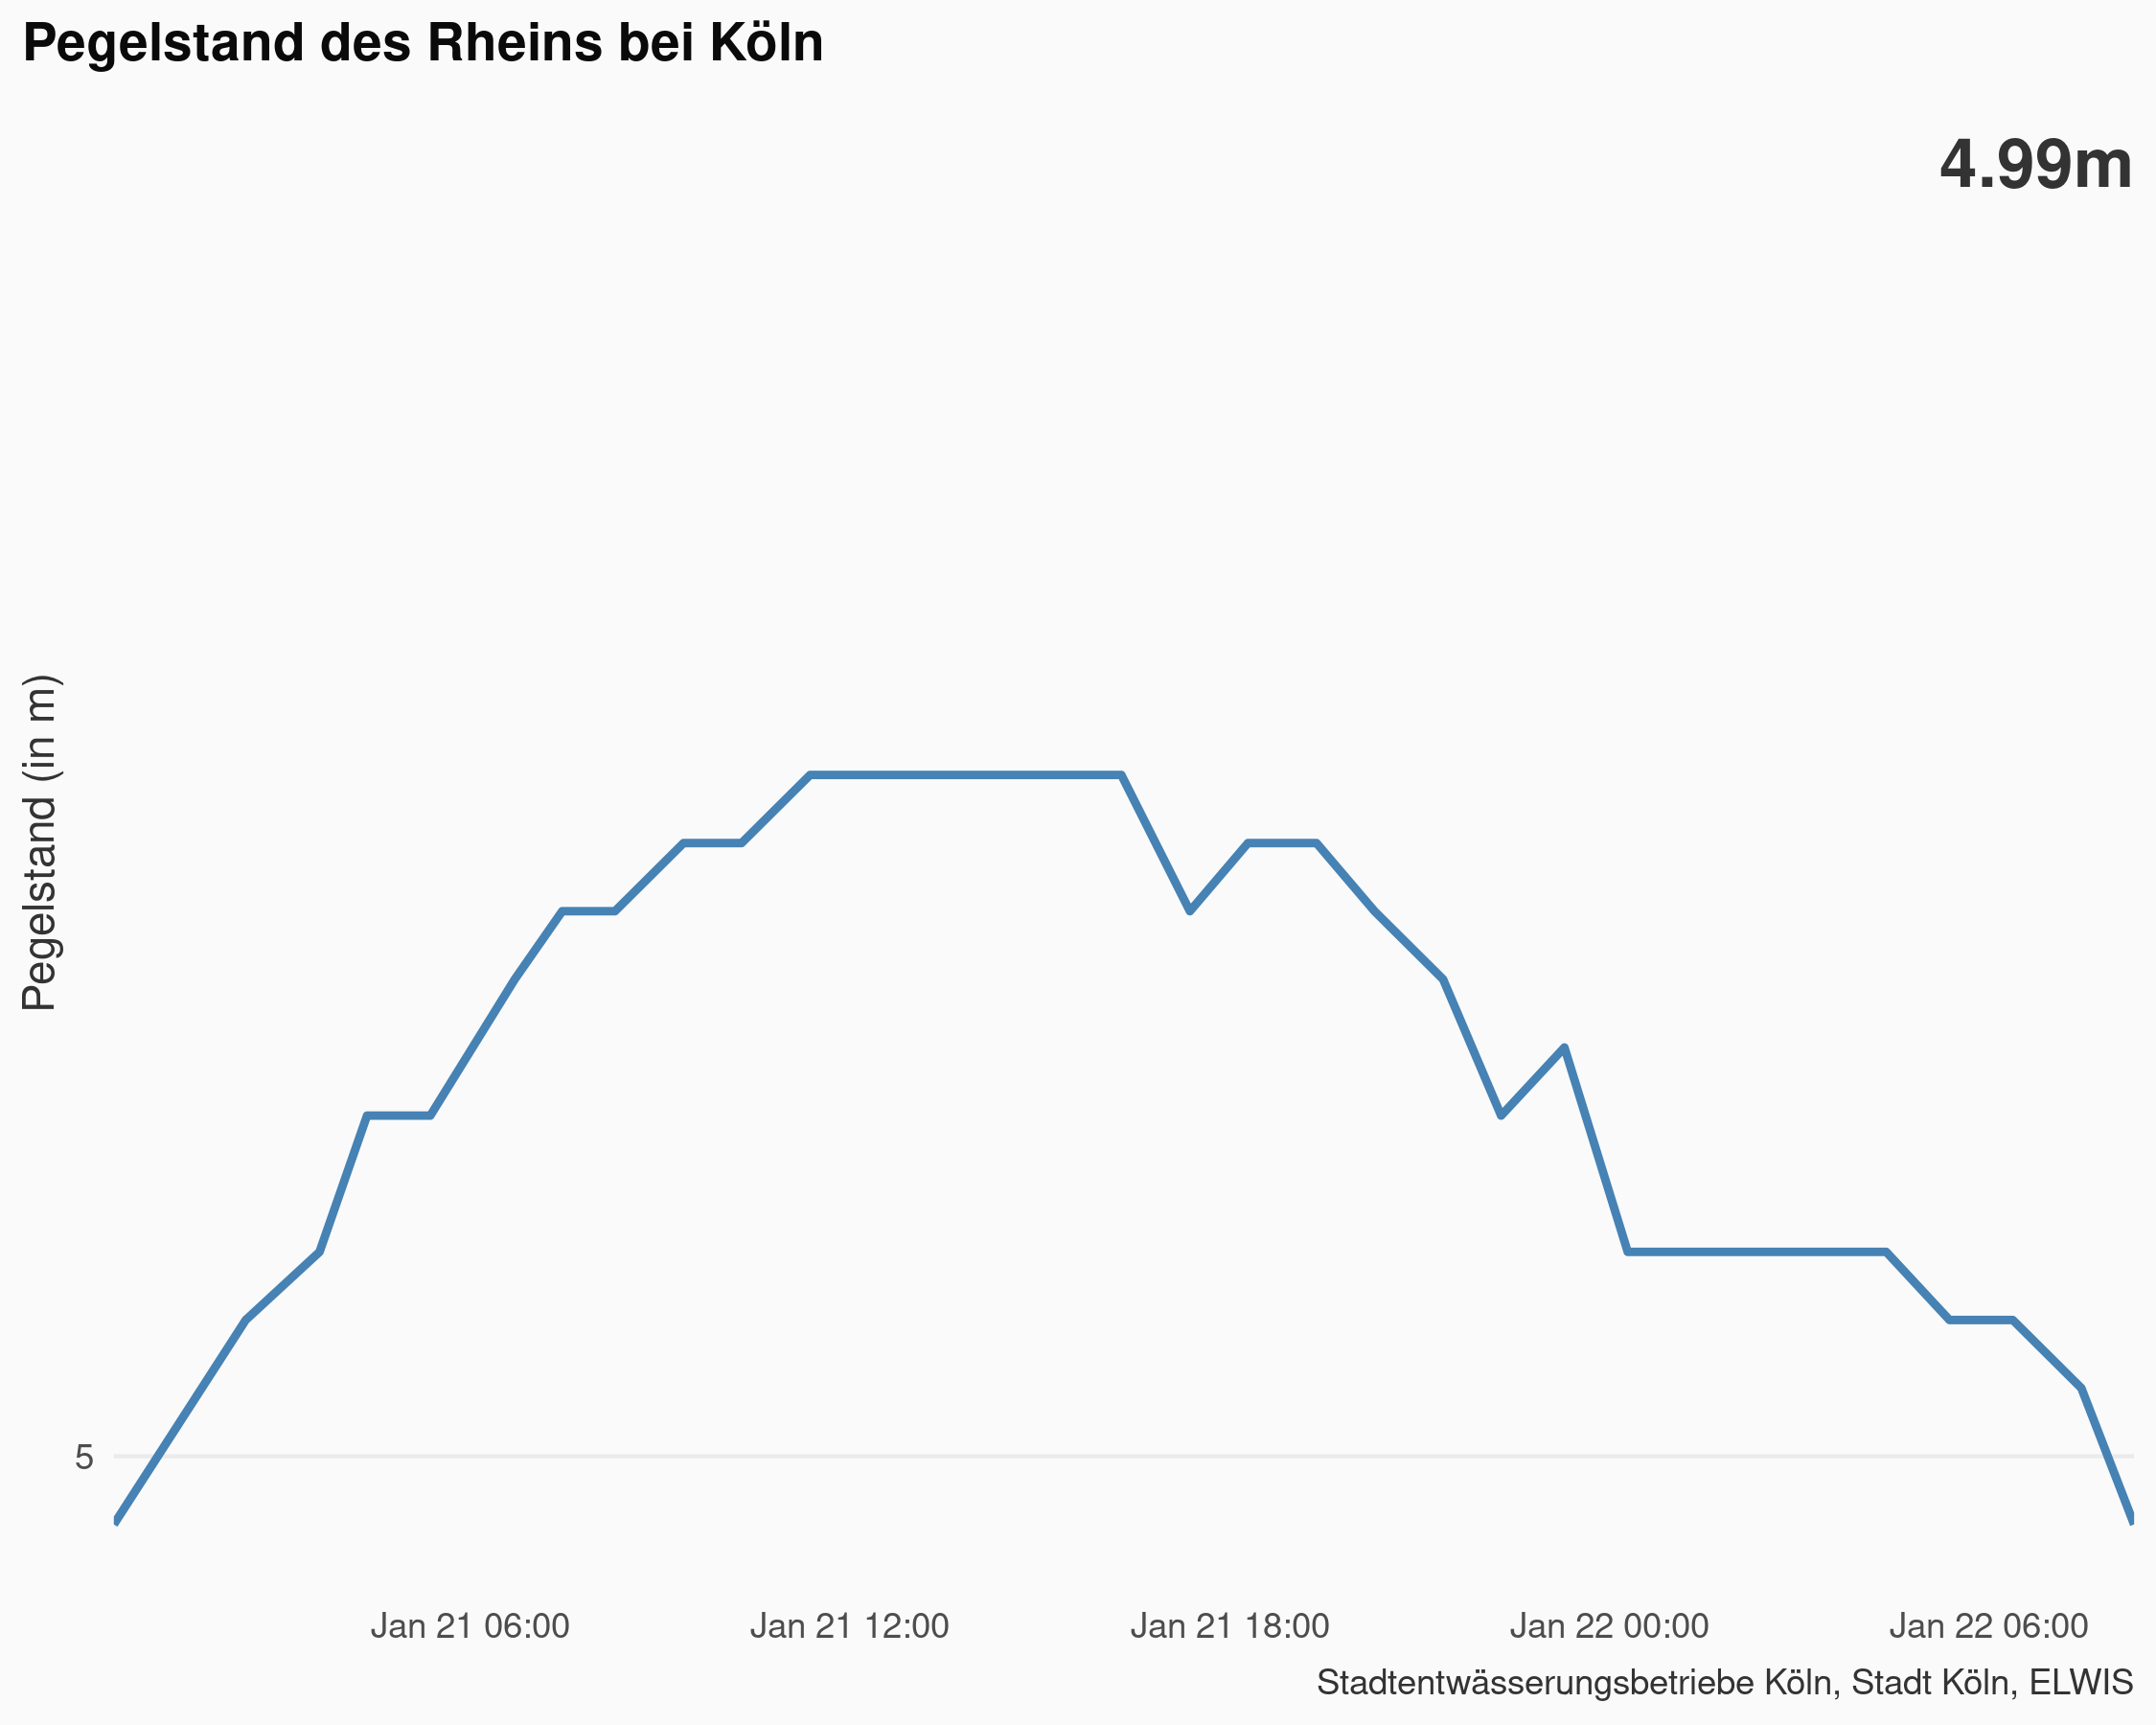 Pegelstand des Rheins bei Köln
4.99m
Pegelstand (in m)
5
Jan 21 06:00
Jan 21 12:00
Jan 21 18:00
Jan 22 00:00
Jan 22 06:00
Stadtentwässerungsbetriebe Köln, Stadt Köln, ELWIS